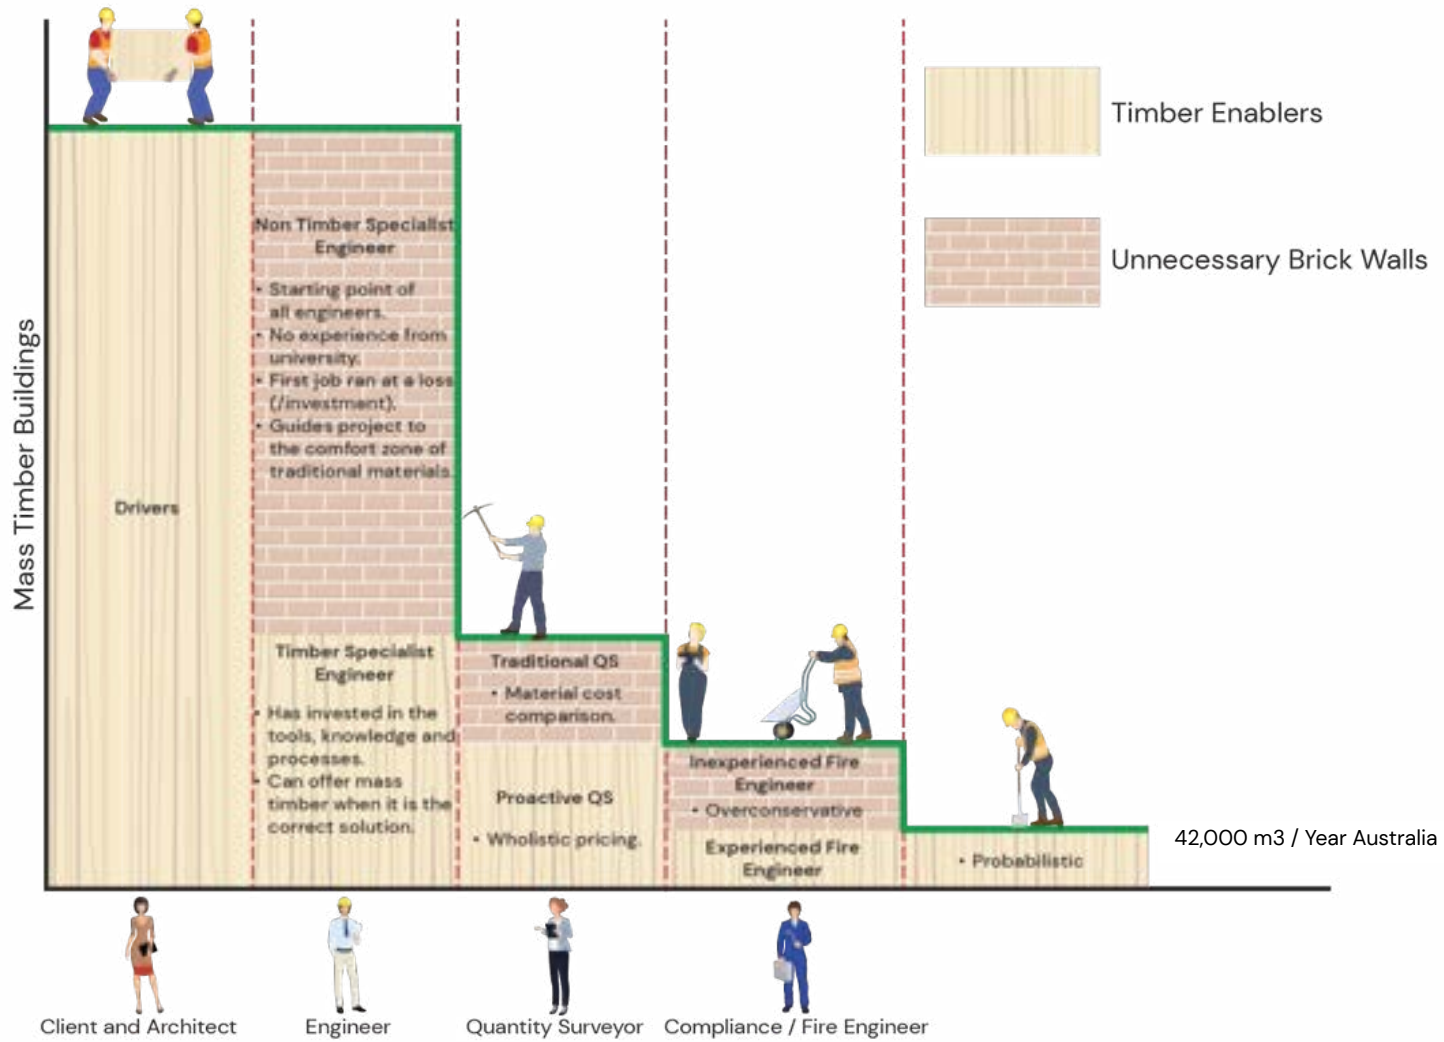 Mass Timber Buildings
Drivers
Non Timber Specialist
Engineer
• Starting point of
all engineers.
• No experience from
university.
• First job ran at a loss
(/investment).
• Guides project to
the comfort zone of
traditional materials.
Timber Specialist
Engineer
• Has invested in the
tools, knowledge and
processes.
• Can offer mass
timber when it is the
correct solution.
Traditional QS
• Material cost
comparison.
Proactive QS
• Wholistic pricing.
Inexperienced Fire
Engineer
• Overconservative
Experienced Fire
Engineer
• Probabilistic
42,000 m3 / Year Australia
Timber Enablers
Unnecessary Brick Walls
Client and Architect
Engineer
Quantity Surveyor
Compliance / Fire Engineer